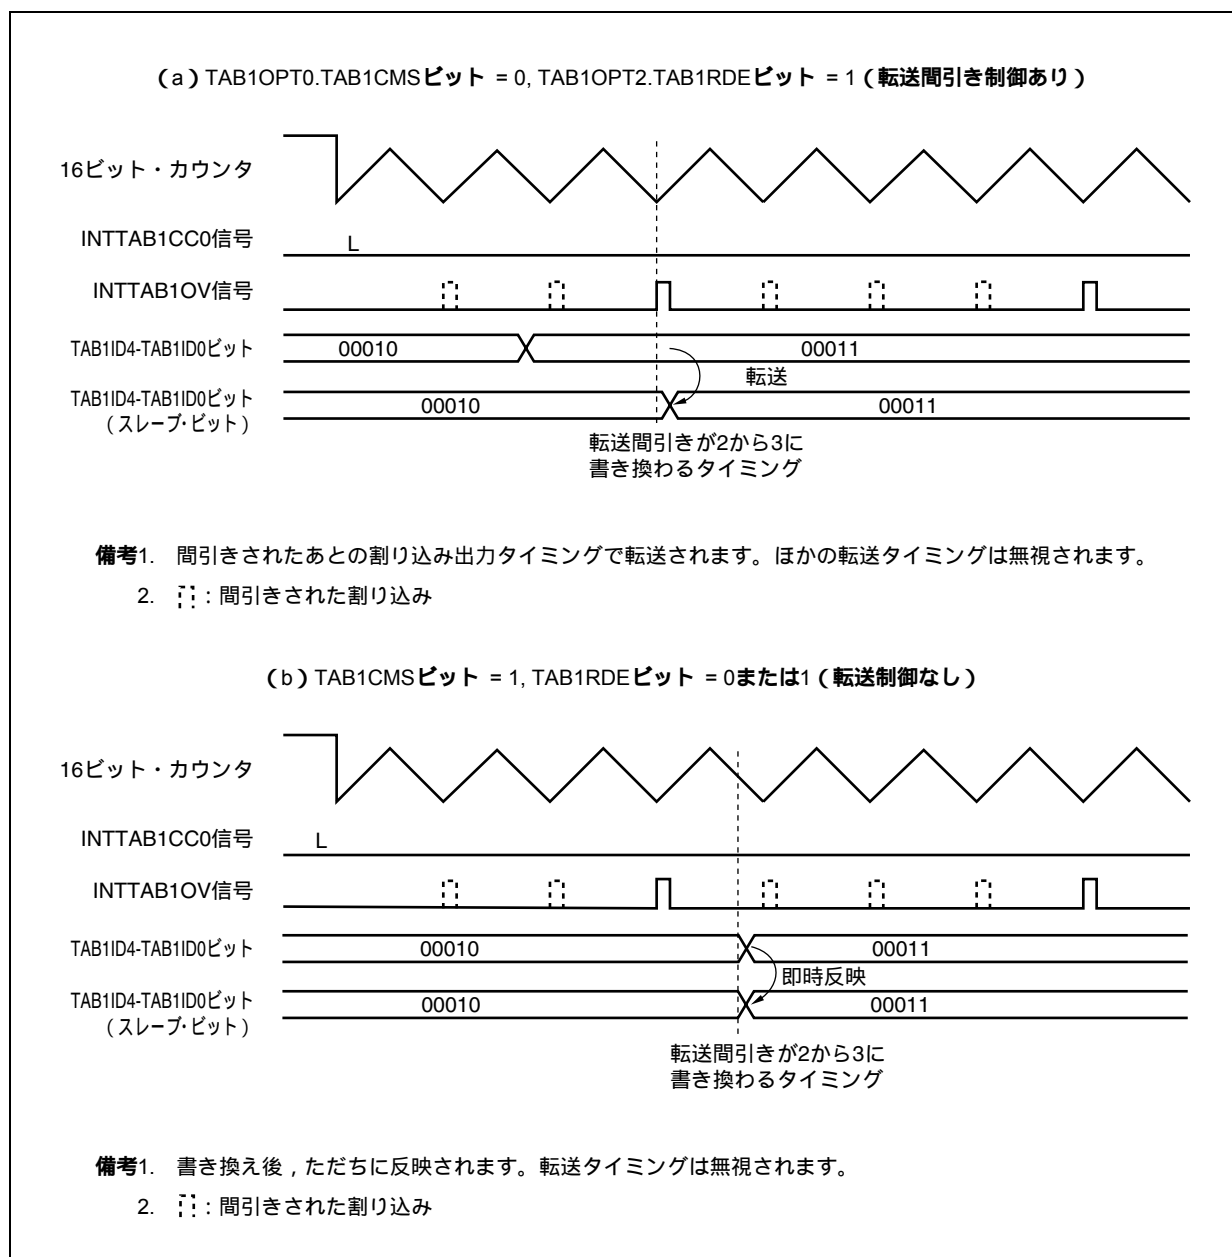 (a) TAB1OPT0.TAB1CMSビット = 0, TAB1OPT2.TAB1RDEビット = 1(転送間引き制御あり)
16ビット・カウンタ
INTTAB1CC0信号
L
INTTAB1OV信号
TAB1ID4-TAB1ID0ビット
00010
00011
転送
TAB1ID4-TAB1ID0ビット
(スレーブ・ビット)
00010
00011
転送間引きが2から3に
書き換わるタイミング
備考1. 間引きされたあとの割り込み出力タイミングで転送されます。ほかの転送タイミングは無視されます。
2. :間引きされた割り込み
(b) TAB1CMSビット = 1, TAB1RDEビット = 0または1(転送制御なし)
16ビット・カウンタ
INTTAB1CC0信号
L
INTTAB1OV信号
TAB1ID4-TAB1ID0ビット
00010
00011
即時反映
TAB1ID4-TAB1ID0ビット
(スレーブ・ビット)
00010
00011
転送間引きが2から3に
書き換わるタイミング
備考1. 書き換え後,ただちに反映されます。転送タイミングは無視されます。
2. :間引きされた割り込み